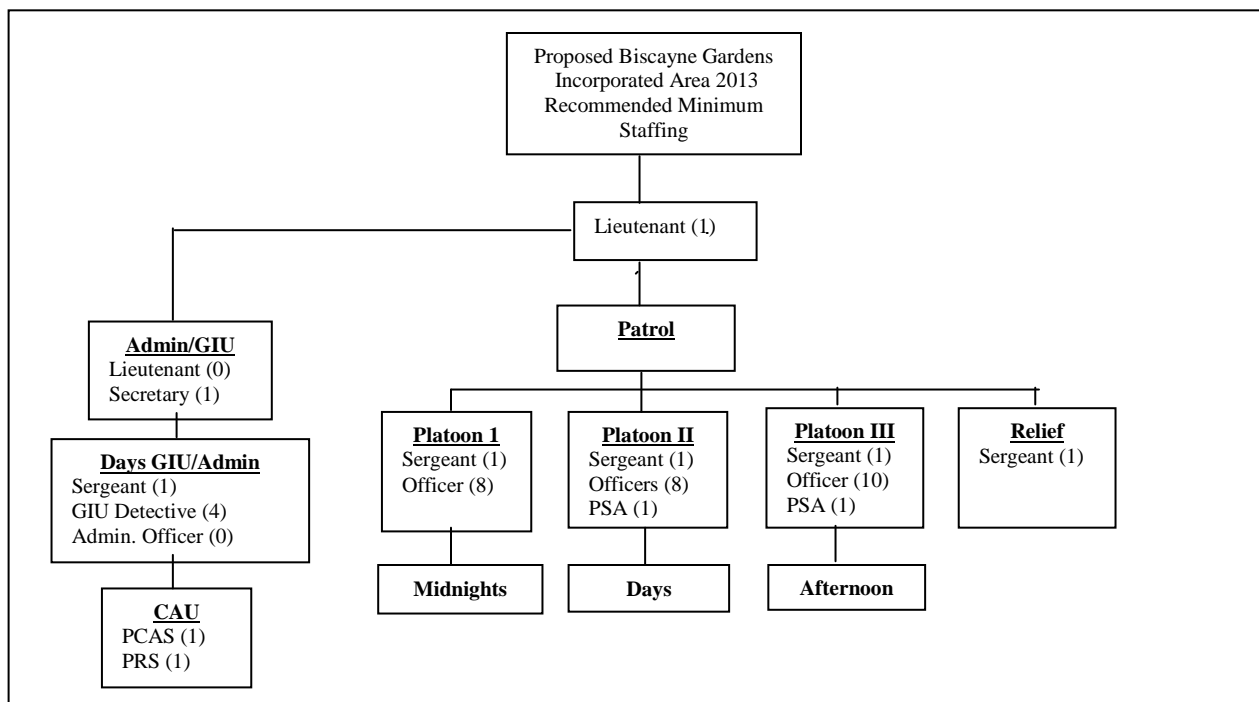 Proposed Biscayne Gardens
Incorporated Area 2013
Recommended Minimum
Staffing
Lieutenant (1)
Admin/GIU
Lieutenant (0)
Secretary (1)
Days GIU/Admin
Sergeant (1)
GIU Detective (4)
Admin. Officer (0)
CAU
PCAS (1)
PRS (1)
Patrol
Platoon 1
Sergeant (1)
Officer (8)
Midnights
Platoon II
Sergeant (1)
Officers (8)
PSA (1)
Days
Platoon III
Sergeant (1)
Officer (10)
PSA (1)
Afternoon
Relief
Sergeant (1)